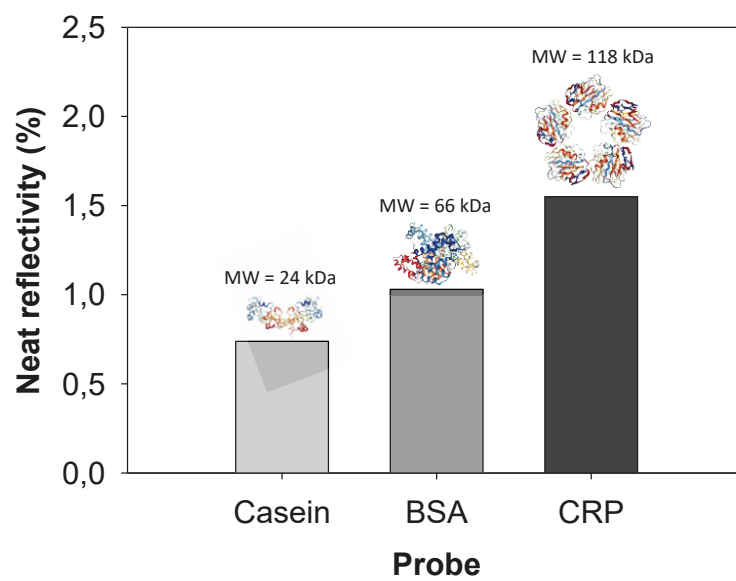 Neat reflectivity (%)
2,5
2,0
1,5
1,0
0,5
0,0
MW = 24 kDa
MW = 66 kDa
MW = 118 kDa
Casein
BSA
CRP
Probe